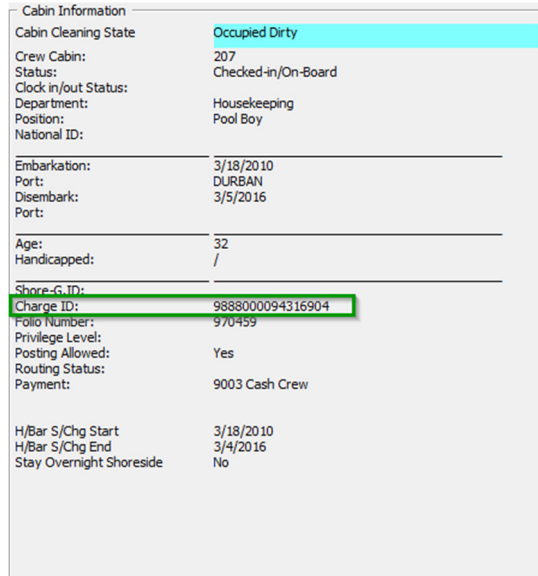 Cabin Information
Cabin Cleaning State Occupied Dirty
Crew Cabin: 207
Status: Checked-in/On-Board
Clock in/out Status:
Department: Housekeeping
Position: Pool Boy
National ID:
Embarkation: 3/18/2010
Port: DURBAN
Disembark: 3/5/2016
Port:
Age: 32
Handicapped: /
Shore-G.ID:
Charge ID: 9888000094316904
Folio Number: 970459
Privilege Level:
Posting Allowed: Yes
Routing Status:
Payment: 9003 Cash Crew
H/Bar S/Chg Start 3/18/2010
H/Bar S/Chg End 3/4/2016
Stay Overnight Shoreside No